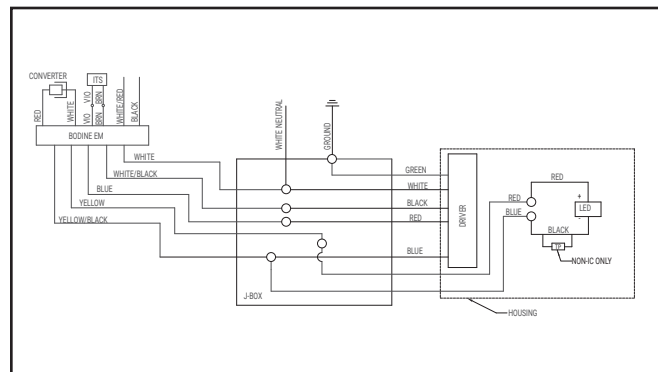 CONVERTER
ITS
RED
WHITE
VIO
VIO
BRN
BRN
WHITE/RED
BLACK
BODINE EM
WHITE
WHITE/BLACK
BLUE
YELLOW
YELLOW/BLACK
WHITE NEUTRAL
GROUND
J-BOX
GREEN
WHITE
BLACK
RED
BLUE
DRIVER
RED
BLUE
RED
+
LED
-
BLACK
TP
NON-IC ONLY
HOUSING